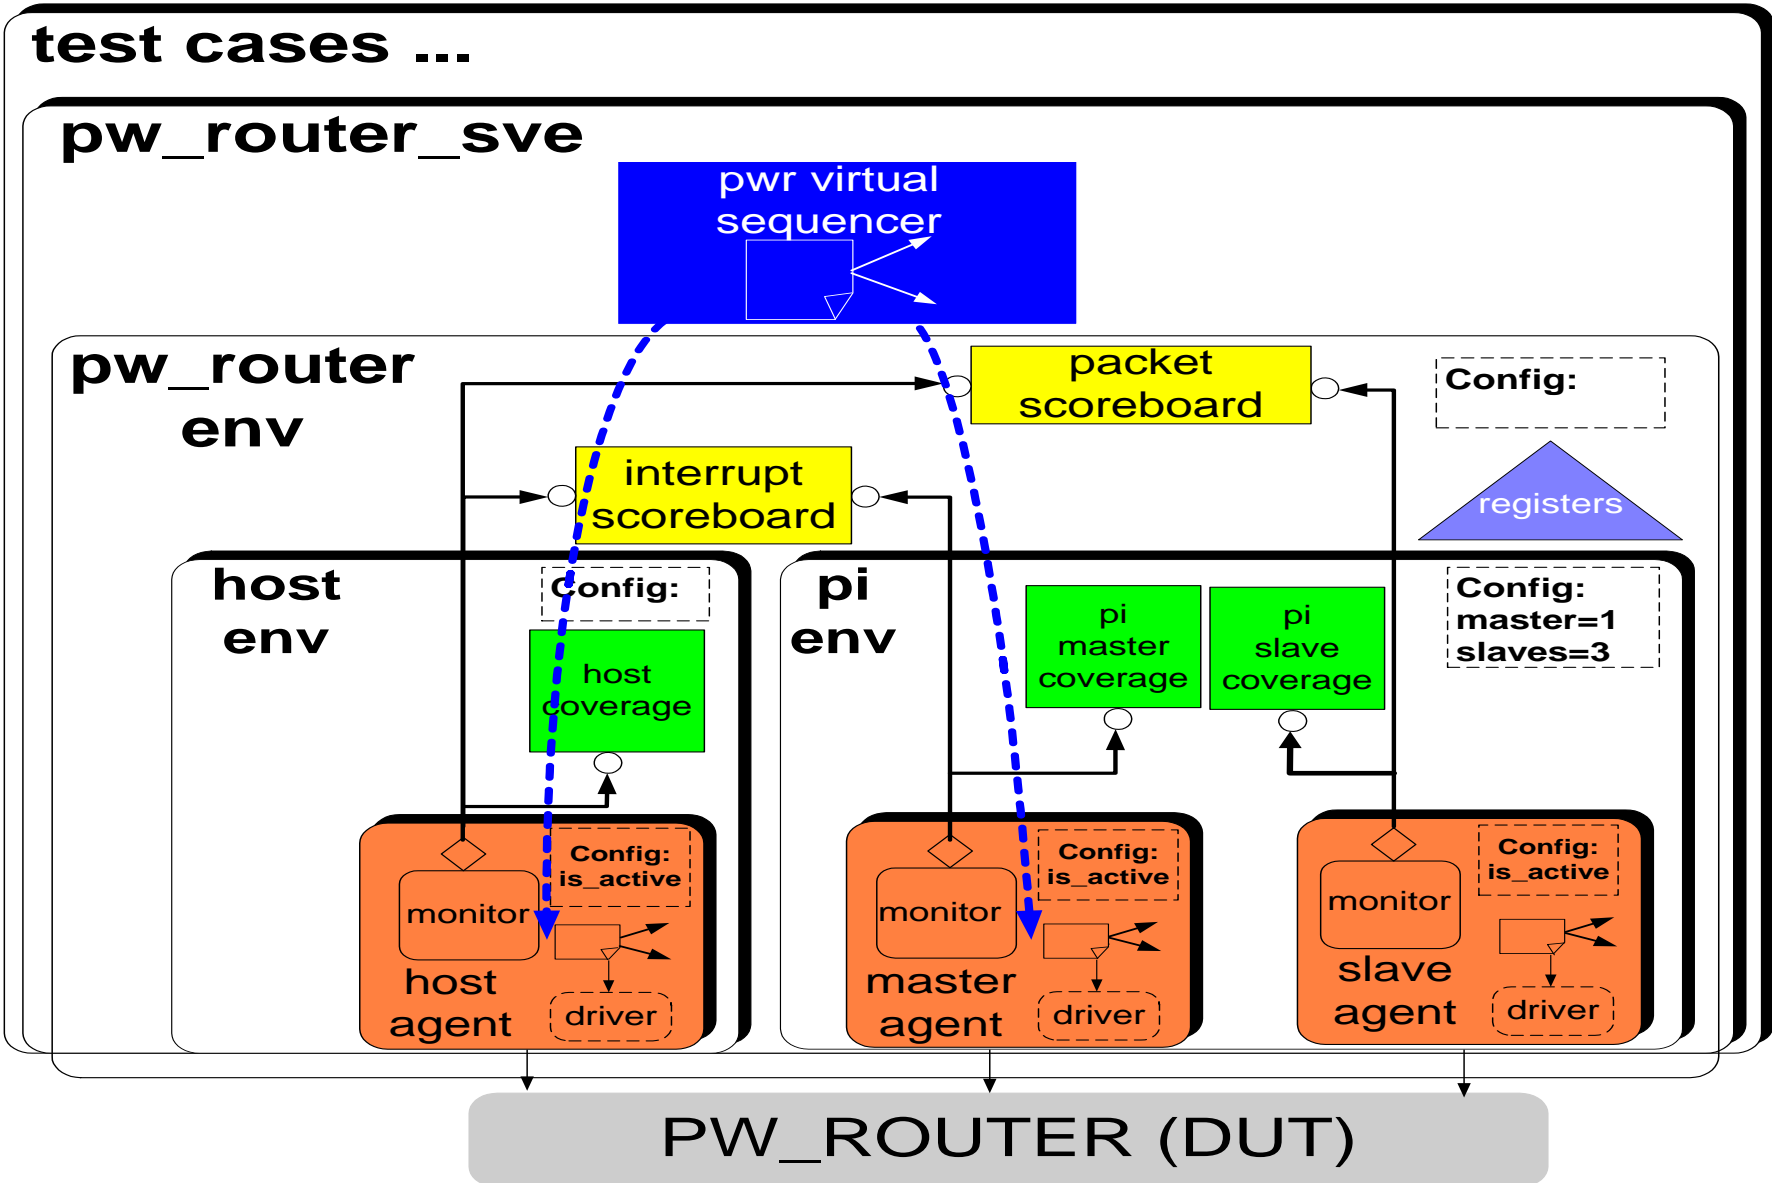 test cases ...
pw_router_sve
pwr virtual
sequencer
pw_router
env
packet
scoreboard
Config:
interrupt
scoreboard
registers
host
env
Config:
host
coverage
pi
env
pi
master
coverage
pi
slave
coverage
Config:
master=1
slaves=3
Config:
is_active
monitor
host
agent
driver
Config:
is_active
monitor
master
agent
driver
Config:
is_active
monitor
slave
agent
driver
PW_ROUTER (DUT)